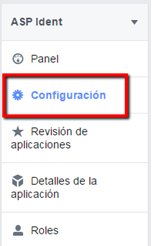 ASP Ident
Panel
Configuración
Revisión de
aplicaciones
Detalles de la
aplicación
Roles